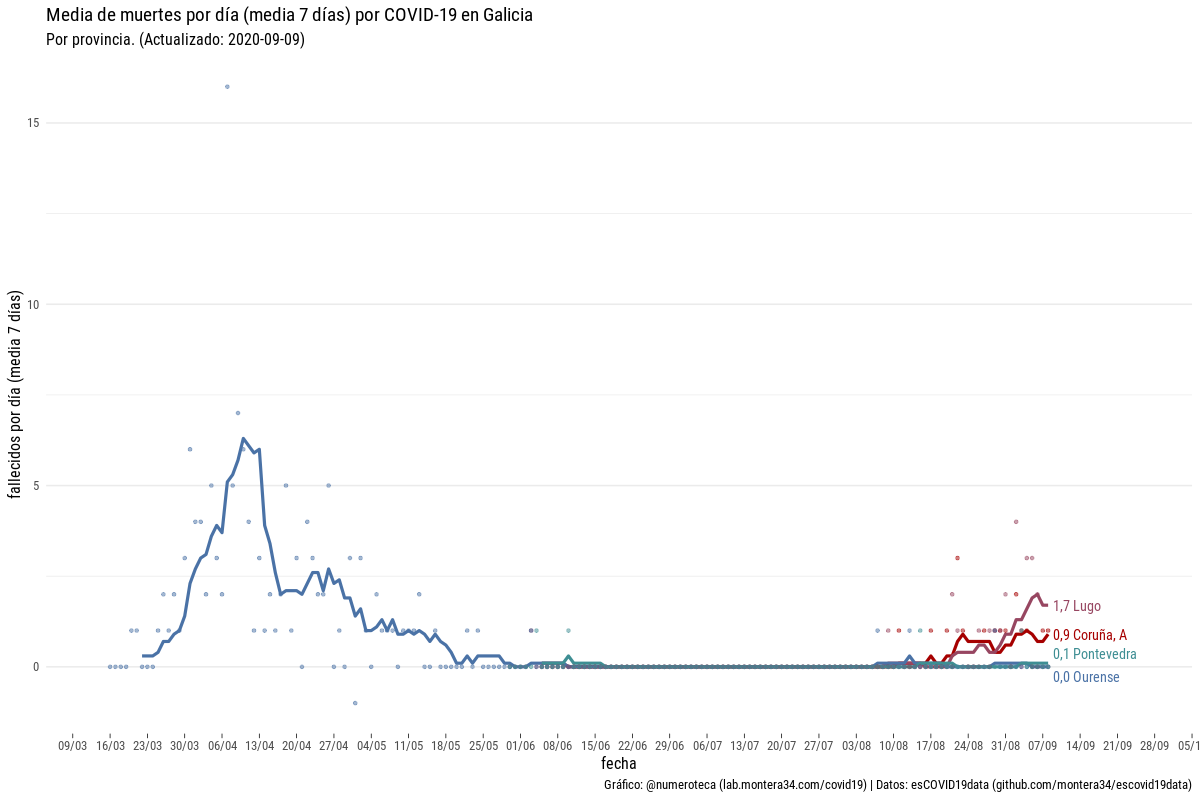 Media de muertes por día (media 7 días) por COVID-19 en Galicia
Por provincia. (Actualizado: 2020-09-09)
fallecidos por día (media 7 días)
15
10
5
0
1,7 Lugo
0,9 Coruña, A
0,1 Pontevedra
0,0 Ourense
09/03 16/03 23/03 30/03 06/04 13/04 20/04 27/04 04/05 11/05 18/05 25/05 01/06 08/06 15/06 22/06 29/06 06/07 13/07 20/07 27/07 03/08 10/08 17/08 24/08 31/08 07/09 14/09 21/09 28/09 05/1
fecha
Gráfico: @numeroteca (lab.montera34.com/covid19) | Datos: esCOVID19data (github.com/montera34/escovid19data)